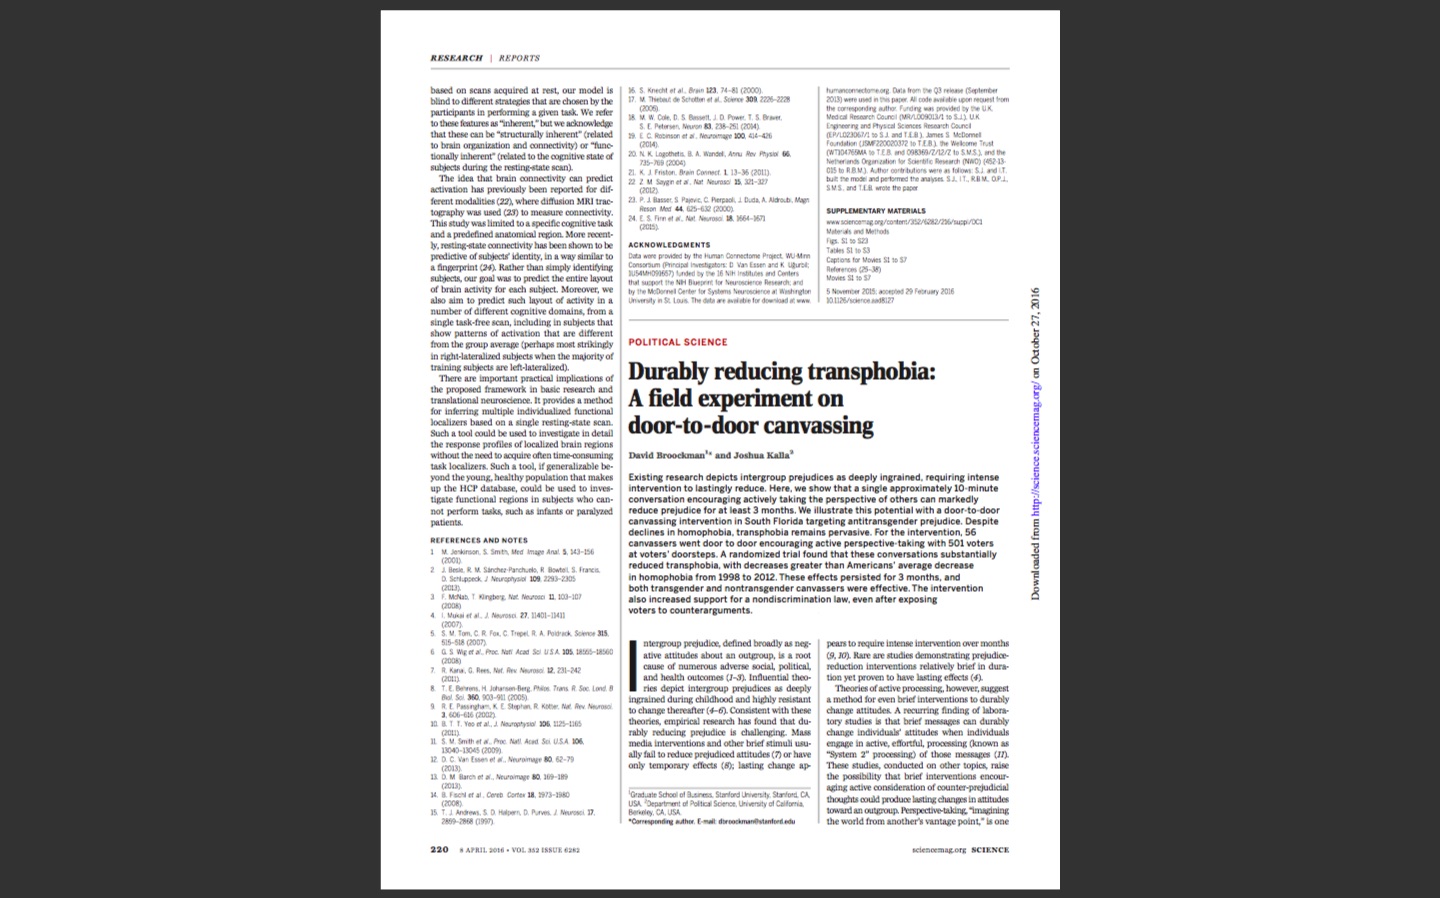 RESEARCH | REPORTS
based on scans acquired at rest, our model is
blind to different strategies that are chosen by the
participants in performing a given task. We refer
to these features as "inherent," but we acknowledge
that these can be "structurally inherent" (related
to brain organization and connectivity) or "func-
tionally inherent" (related to the cognitive state of
subjects during the resting-state scan).
The idea that brain connectivity can predict
activation has previously been reported for dif-
ferent modalities (22), where diffusion MRI trac-
tography was used (23) to measure connectivity.
This study was limited to a specific cognitive task
and a predefined anatomical region. More recent-
ly, resting-state connectivity has been shown to be
predictive of subjects' identity, in a way similar to
a fingerprint (24). Rather than simply identifying
subjects, our goal was to predict the entire layout
of brain activity for each subject. Moreover, we
also aim to predict such layout of activity in a
number of different cognitive domains, from a
single task-free scan, including in subjects that
show patterns of activation that are different
from the group average (perhaps most strikingly
in right-lateralized subjects when the majority of
training subjects are left-lateralized).
There are important practical implications of
the proposed framework in basic research and
translational neuroscience. It provides a method
for inferring multiple individualized functional
localizers based on a single resting-state scan.
Such a tool could be used to investigate in detail
the response profiles of localized brain regions
without the need to acquire often time-consuming
task localizers. Such a tool, if generalizable be-
yond the young, healthy population that makes
up the HCP database, could be used to inves-
tigate functional regions in subjects who can-
not perform tasks, such as infants or paralyzed
patients.
REFERENCES AND NOTES
1 M. Jenkinson, S. Smith, Med Image Anal. 5, 143–156
(2001).
2 J. Besle, R. M. Sánchez-Panchuelo, R. Bowtell, S. Francis,
D. Schluppeck, J Neurophysiol 109, 2293–2305
(2013).
3 F. McNab, T. Klingberg, Nat. Neurosci 11, 103–107
(2008)
4. I. Mukai et al., J. Neurosci. 27, 11401–11411
(2007).
5. S. M. Tom, C. R. Fox, C. Trepel, R. A. Poldrack, Science 315,
515–518 (2007).
6 G. S. Wig et al., Proc. Natl Acad Sci U.S.A. 105, 18555–18560
(2008)
7. R. Kanai, G. Rees, Nat. Rev. Neurosci. 12, 231–242
(2011).
8. T. E. Behrens, H. Johansen-Berg, Philos. Trans. R. Soc. Lond. B
Biol. Sci. 360, 903–911 (2005).
9 R. E. Passingham, K. E. Stephan, R. Kötter, Nat. Rev. Neurosci.
3, 606–616 (2002).
10. B. T. T. Yeo et al., J Neurophysiol 106, 1125–1165
(2011).
11. S. M. Smith et al., Proc. Natl. Acad. Sci. U.S.A. 106,
13040–13045 (2009).
12. D. C. Van Essen et al., Neuroimage 80, 62–79
(2013).
13. D. M. Barch et al., Neuroimage 80, 169–189
(2013).
14. B. Fischl et al., Cereb. Cortex 18, 1973–1980
(2008).
15. T. J. Andrews, S. D. Halpern, D. Purves, J. Neurosci. 17,
2859–2868 (1997).
16. S. Knecht et al., Brain 123, 74–81 (2000).
17. M. Thiebaut de Schotten et al., Science 309, 2226–2228
(2005).
18. M. W. Cole, D. S. Bassett, J. D. Power, T. S. Braver,
S. E. Petersen, Neuron 83, 238–251 (2014).
19. E. C. Robinson et al., Neuroimage 100, 414–426
(2014).
20. N. K. Logothetis, B. A. Wandell, Annu Rev Physiol 66,
735–769 (2004)
21. K. J. Friston, Brain Connect. 1, 13–36 (2011).
22 Z. M. Saygin et al., Nat Neurosci 15, 321–327
(2012).
23. P. J. Basser, S. Pajevic, C. Pierpaoli, J. Duda, A. Aldroubi, Magn
Reson Med 44, 625–632 (2000).
24. E. S. Finn et al., Nat. Neurosci. 18, 1664–1671
(2015).
ACKNOWLEDGMENTS
Data were provided by the Human Connectome Project, WU-Minn
Consortium (Principal Investigators: D. Van Essen and K. Ugurbil;
1U54MH091657) funded by the 16 NIH Institutes and Centers
that support the NIH Blueprint for Neuroscience Research; and
by the McDonnell Center for Systems Neuroscience at Washington
University in St. Louis. The data are available for download at www.
humanconnectome.org. Data from the Q3 release (September
2013) were used in this paper. All code available upon request from
the corresponding author. Funding was provided by the U.K.
Medical Research Council (MR/L009013/1 to S.J.), U.K.
Engineering and Physical Sciences Research Council
(EP/L023067/1 to S.J. and T.E.B.), James S. McDonnell
Foundation (JSMF220020372 to T.E.B.), the Wellcome Trust
(WT104765MA to T.E.B. and 098369/Z/12/Z to S.M.S.), and the
Netherlands Organization for Scientific Research (NWO) (452-13-
015 to R.B.M.). Author contributions were as follows: S.J. and I.T.
built the model and performed the analyses. S.J., I.T., R.B.M., O.P.J.,
S.M.S., and T.E.B. wrote the paper
SUPPLEMENTARY MATERIALS
www.sciencemag.org/content/352/6282/216/suppl/DC1
Materials and Methods
Figs. S1 to S23
Tables S1 to S3
Captions for Movies S1 to S7
References (25–38)
Movies S1 to S7
5 November 2015; accepted 29 February 2016
10.1126/science.aad8127
POLITICAL SCIENCE
Durably reducing transphobia:
A field experiment on
door-to-door canvassing
David Broockman¹* and Joshua Kalla²
Existing research depicts intergroup prejudices as deeply ingrained, requiring intense
intervention to lastingly reduce. Here, we show that a single approximately 10-minute
conversation encouraging actively taking the perspective of others can markedly
reduce prejudice for at least 3 months. We illustrate this potential with a door-to-door
canvassing intervention in South Florida targeting antitransgender prejudice. Despite
declines in homophobia, transphobia remains pervasive. For the intervention, 56
canvassers went door to door encouraging active perspective-taking with 501 voters
at voters' doorsteps. A randomized trial found that these conversations substantially
reduced transphobia, with decreases greater than Americans' average decrease
in homophobia from 1998 to 2012. These effects persisted for 3 months, and
both transgender and nontransgender canvassers were effective. The intervention
also increased support for a nondiscrimination law, even after exposing
voters to counterarguments.
Intergroup prejudice, defined broadly as neg-
ative attitudes about an outgroup, is a root
cause of numerous adverse social, political,
and health outcomes (1–3). Influential theo-
ries depict intergroup prejudices as deeply
ingrained during childhood and highly resistant
to change thereafter (4–6). Consistent with these
theories, empirical research has found that du-
rably reducing prejudice is challenging. Mass
media interventions and other brief stimuli usu-
ally fail to reduce prejudiced attitudes (7) or have
only temporary effects (8); lasting change ap-
¹Graduate School of Business, Stanford University, Stanford, CA,
USA. ²Department of Political Science, University of California,
Berkeley, CA, USA.
*Corresponding author. E-mail: dbroockman@stanford.edu
pears to require intense intervention over months
(9, 10). Rare are studies demonstrating prejudice-
reduction interventions relatively brief in dura-
tion yet proven to have lasting effects (4).
Theories of active processing, however, suggest
a method for even brief interventions to durably
change attitudes. A recurring finding of labora-
tory studies is that brief messages can durably
change individuals' attitudes when individuals
engage in active, effortful, processing (known as
"System 2" processing) of those messages (11).
These studies, conducted on other topics, raise
the possibility that brief interventions encour-
aging active consideration of counter-prejudicial
thoughts could produce lasting changes in attitudes
toward an outgroup. Perspective-taking, "imagining
the world from another's vantage point," is one
220 8 APRIL 2016 • VOL 352 ISSUE 6282
sciencemag.org SCIENCE
Downloaded from http://science.sciencemag.org/ on October 27, 2016